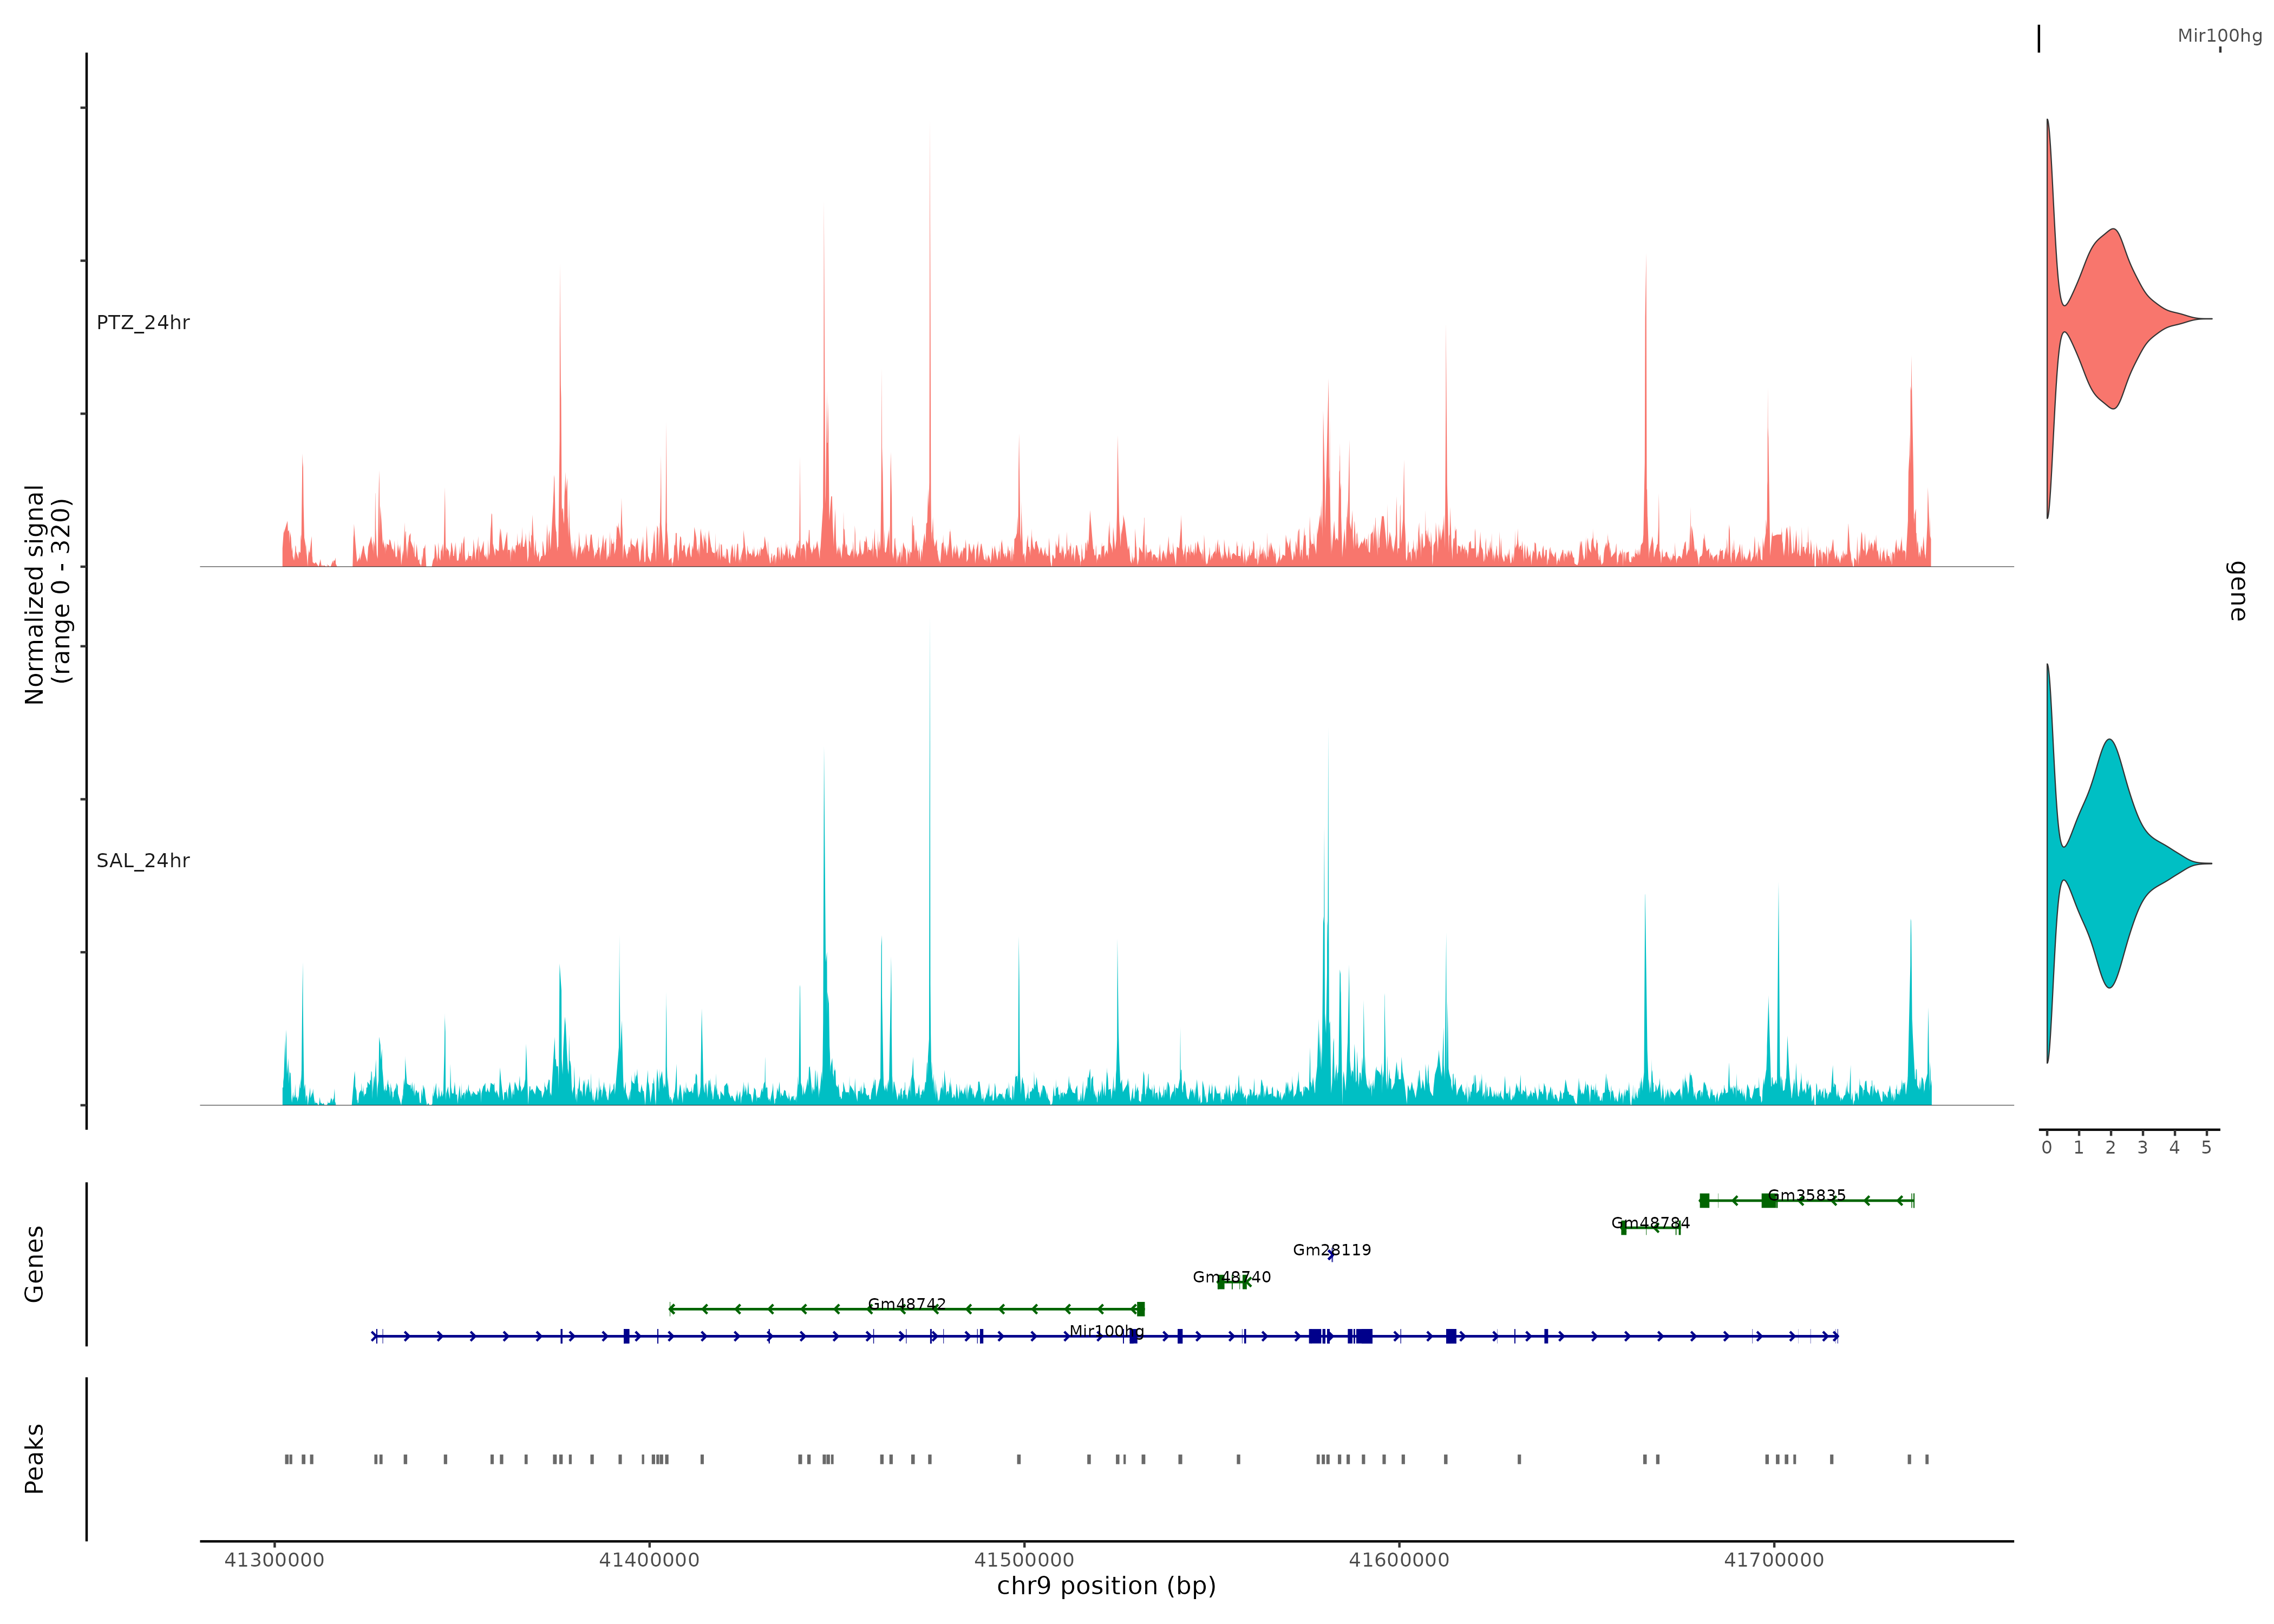 Mir100hg
Normalized signal
(range 0 - 320)
PTZ_24hr
SAL_24hr
gene
0 1 2 3 4 5
Genes
Gm35835
Gm48784
Gm28119
Gm48740
Gm48742
Mir100hg
Peaks
41300000 41400000 41500000 41600000 41700000
chr9 position (bp)